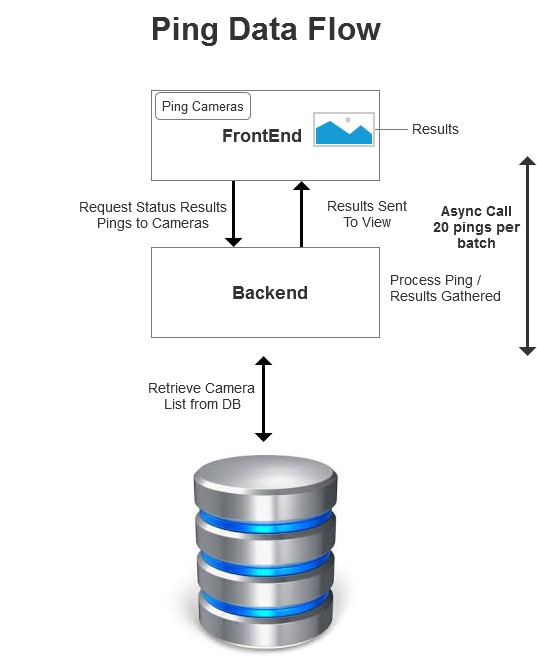 Ping Data Flow
Ping Cameras
FrontEnd
Results
Request Status Results
Pings to Cameras
Results Sent
To View
Async Call
20 pings per
batch
Backend
Process Ping /
Results Gathered
Retrieve Camera
List from DB